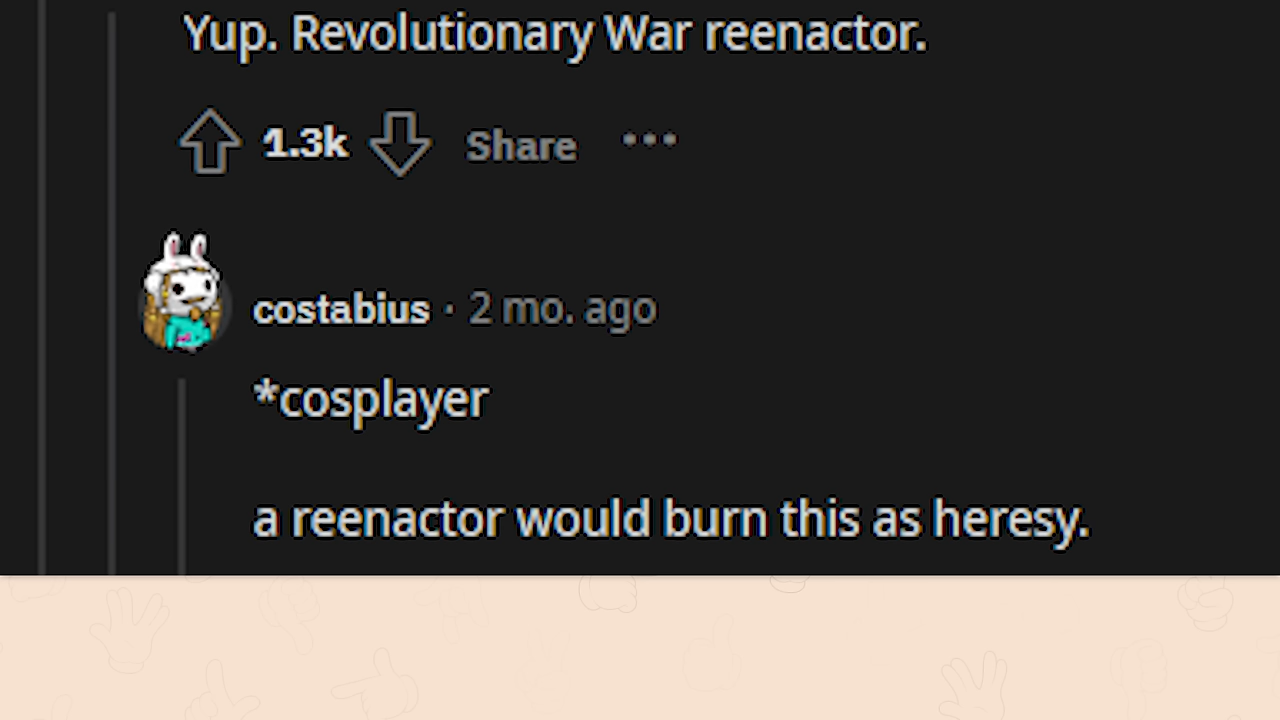 Yup. Revolutionary War reenactor.
1.3k Share ...
costabius · 2 mo. ago
*cosplayer
a reenactor would burn this as heresy.